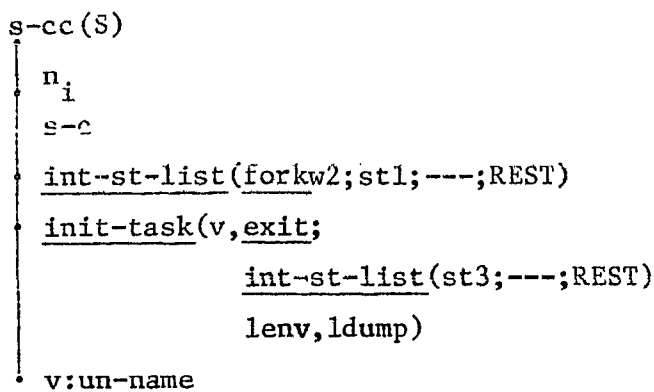 s-cc(S)
n_i
s-c
int-st-list(forkw2;st1;---;REST)
init-task(v,exit;
int-st-list(st3;---;REST)
lenv,ldump)
v:un-name